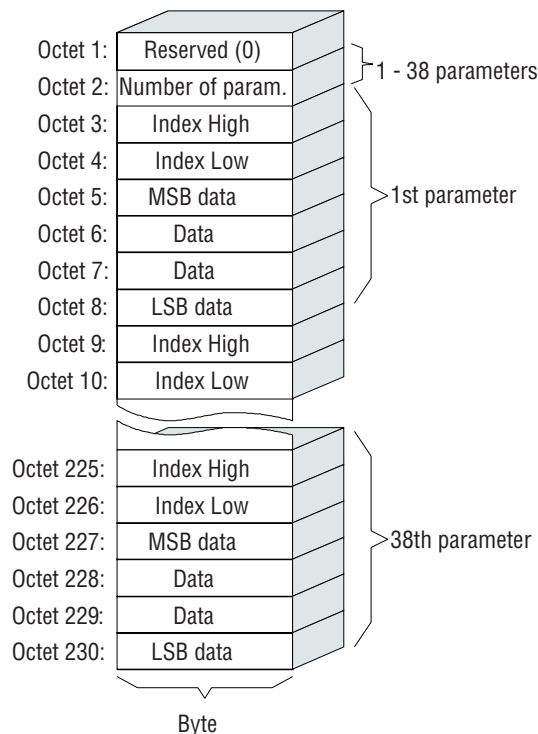 Octet 1: Reserved (0)
1 - 38 parameters
Octet 2: Number of param.
Octet 3: Index High
Octet 4: Index Low
Octet 5: MSB data
1st parameter
Octet 6: Data
Octet 7: Data
Octet 8: LSB data
Octet 9: Index High
Octet 10: Index Low
Octet 225: Index High
Octet 226: Index Low
Octet 227: MSB data
38th parameter
Octet 228: Data
Octet 229: Data
Octet 230: LSB data
Byte